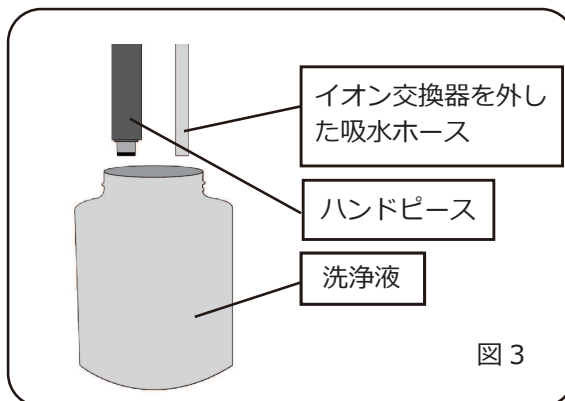 イオン交換器を外し
た吸水ホース
ハンドピース
洗浄液
図 3